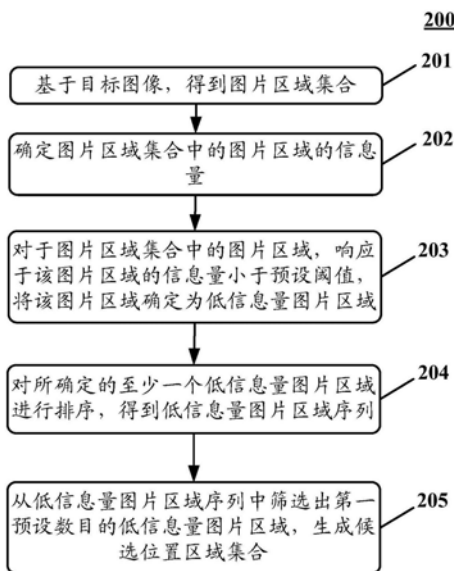 200
201
基于目标图像，得到图片区域集合
202
确定图片区域集合中的图片区域的信息
量
203
对于图片区域集合中的图片区域，响应
于该图片区域的信息量小于预设阈值，
将该图片区域确定为低信息量图片区域
204
对所确定的至少一个低信息量图片区域
进行排序，得到低信息量图片区域序列
205
从低信息量图片区域序列中筛选出第一
预设数目的低信息量图片区域，生成候
选位置区域集合